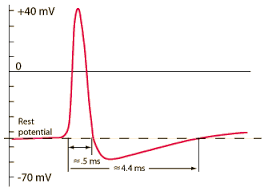 +40 mV
0
Rest
potential
≈.5 ms
≈4.4 ms
-70 mV